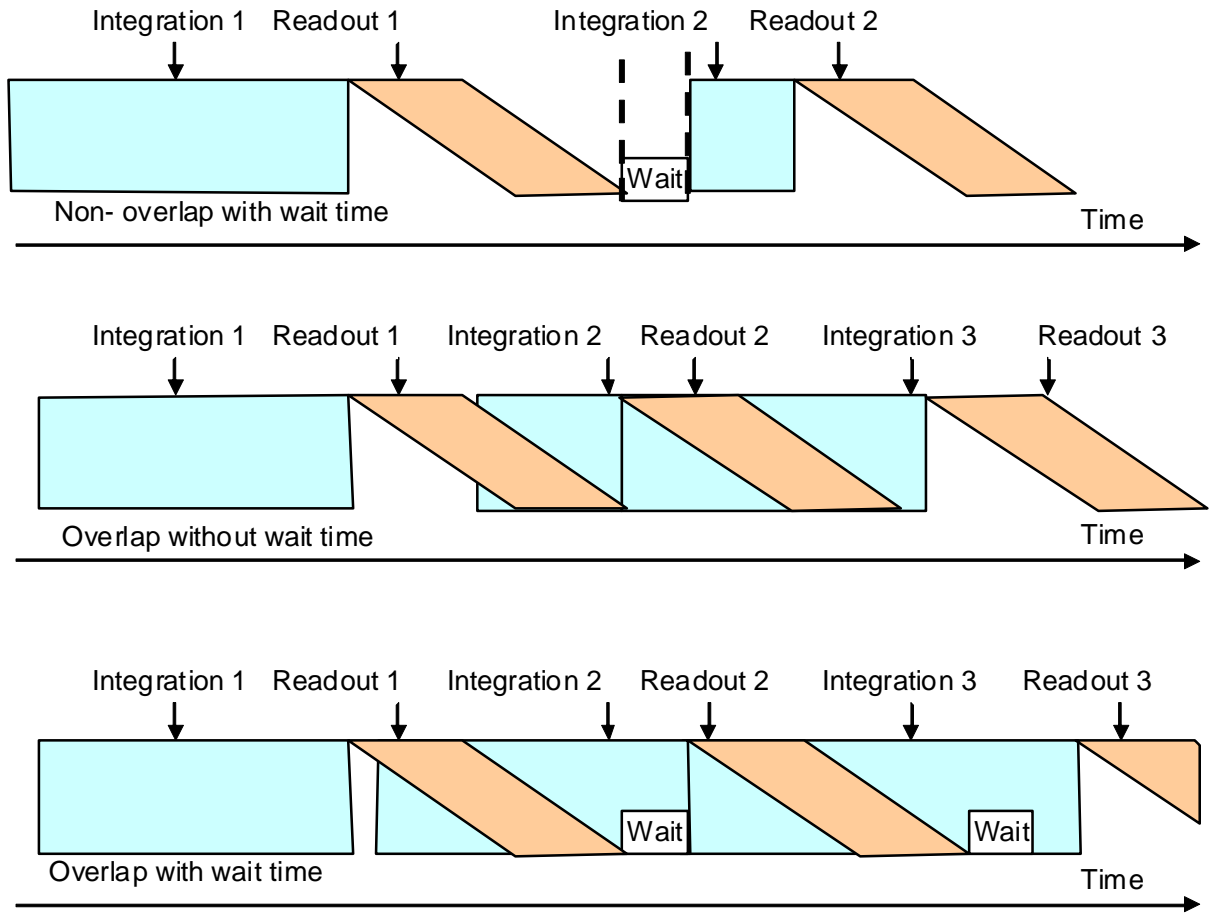 Integration 1 Readout 1 Integration 2 Readout 2
Wait
Non- overlap with wait time
Time
Integration 1 Readout 1 Integration 2 Readout 2 Integration 3 Readout 3
Overlap without wait time
Time
Integration 1 Readout 1 Integration 2 Readout 2 Integration 3 Readout 3
Wait Wait
Overlap with wait time
Time